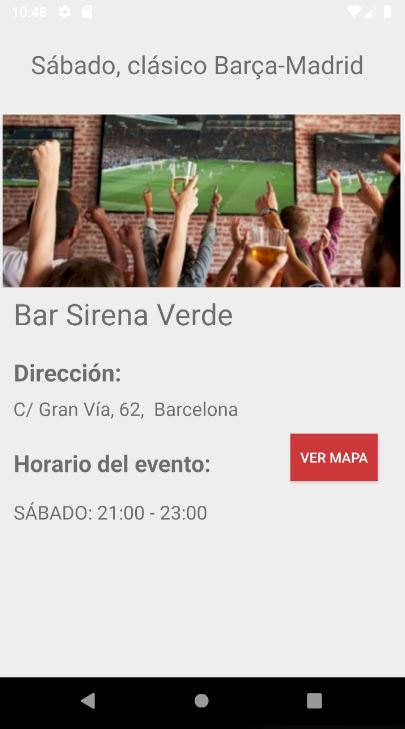 10:48
Sábado, clásico Barça-Madrid
Bar Sirena Verde
Dirección:
C/ Gran Vía, 62, Barcelona
VER MAPA
Horario del evento:
SÁBADO: 21:00 - 23:00